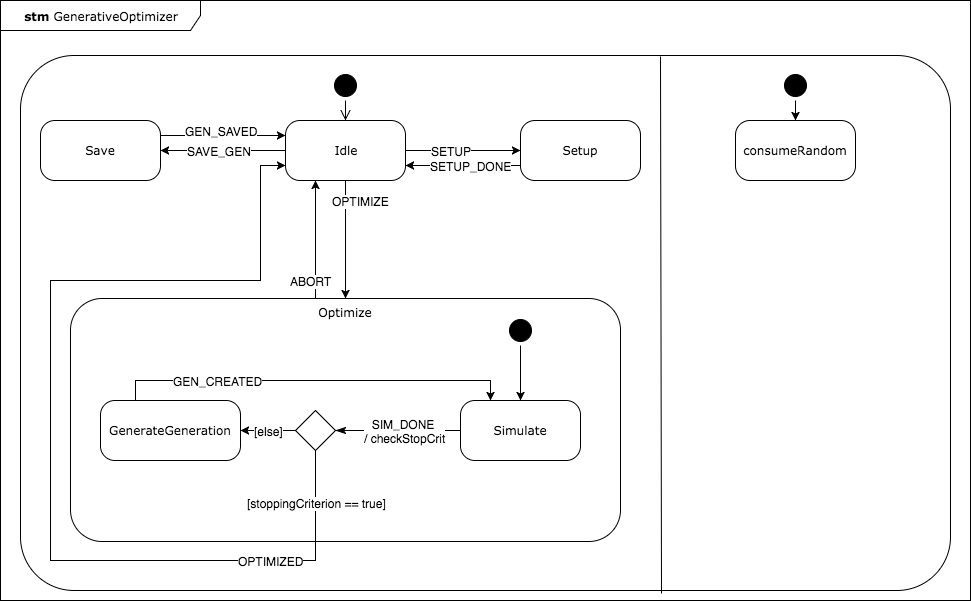 stm GenerativeOptimizer
GEN_SAVED
Save
SAVE_GEN
Idle
SETUP
SETUP_DONE
Setup
consumeRandom
OPTIMIZE
ABORT
Optimize
GEN_CREATED
GenerateGeneration
[else]
SIM_DONE
/ checkStopCrit
Simulate
[stoppingCriterion == true]
OPTIMIZED